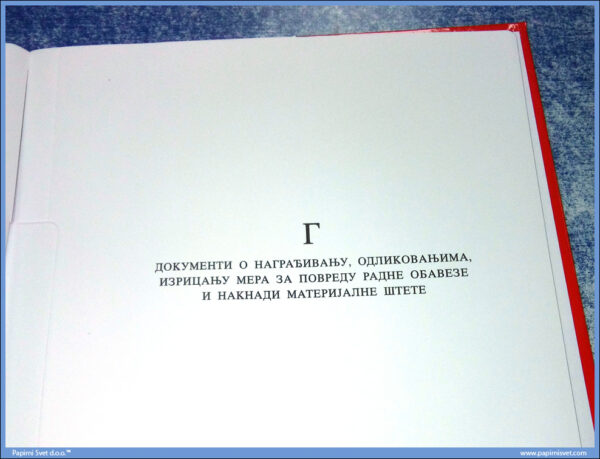 Г
ДОКУМЕНТИ О НАГРАЂИВАЊУ, ОДЛИКОВАЊИМА,
ИЗРИЦАЊУ МЕРА ЗА ПОВРЕДУ РАДНЕ ОБАВЕЗЕ
И НАКНАДИ МАТЕРИЈАЛНЕ ШТЕТЕ
Papirni Svet d.o.o.™
www.papirnisvet.com